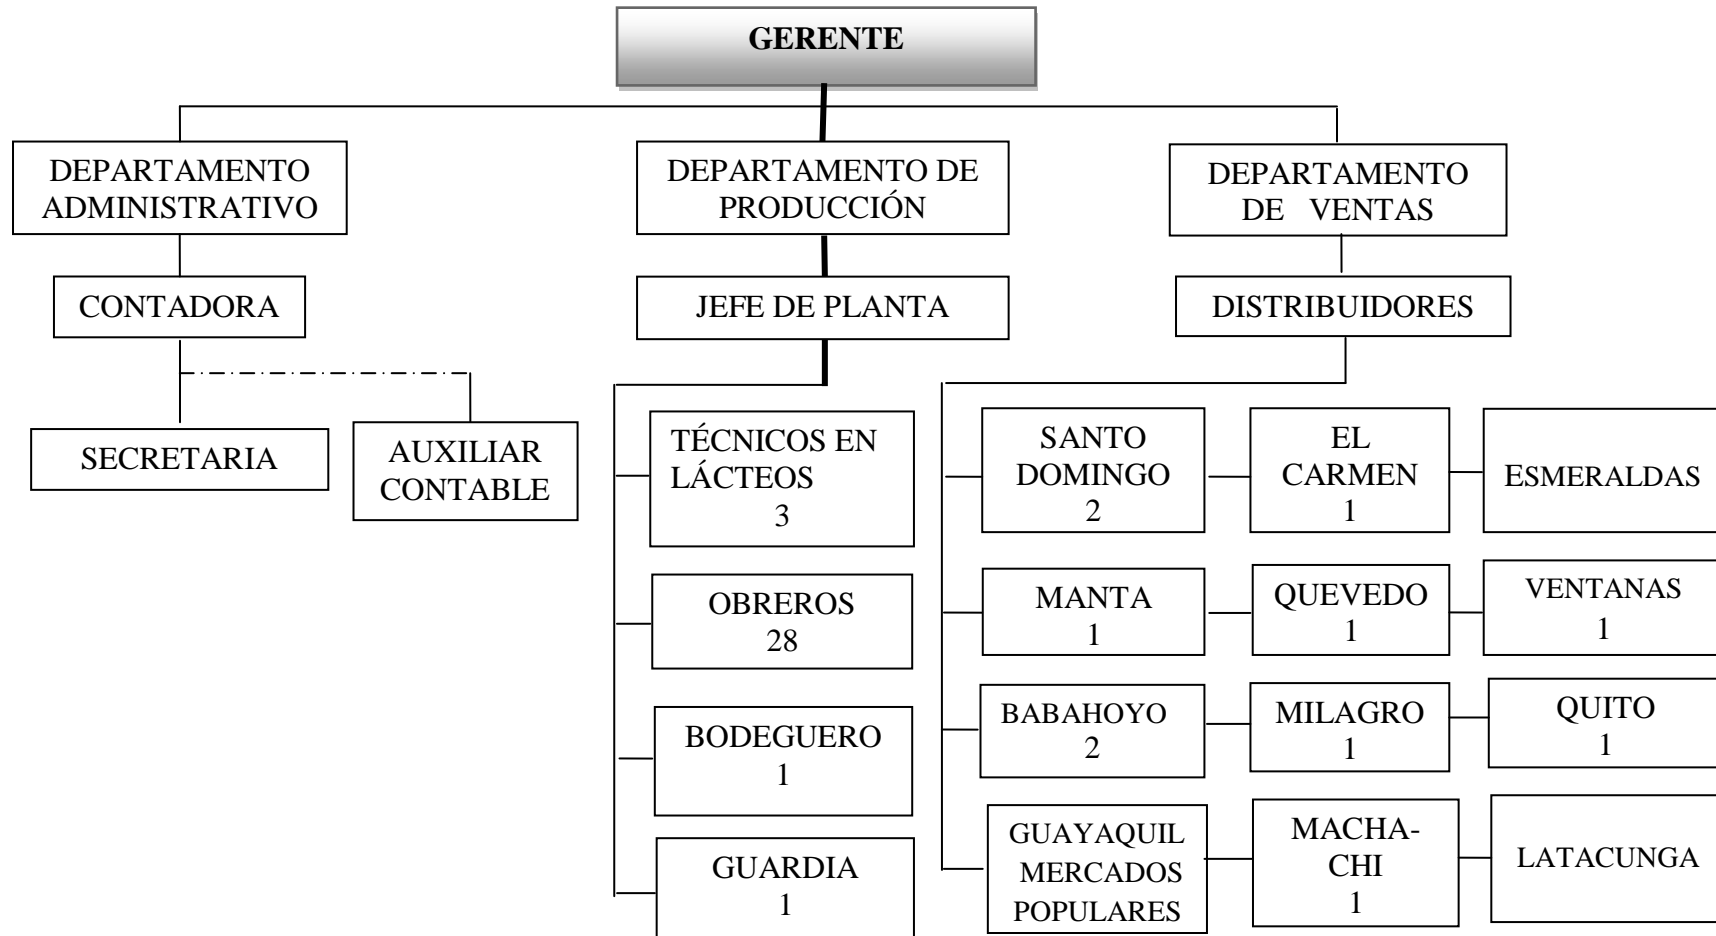 GERENTE
DEPARTAMENTO
ADMINISTRATIVO
DEPARTAMENTO DE
PRODUCCIÓN
DEPARTAMENTO
DE VENTAS
CONTADORA
JEFE DE PLANTA
DISTRIBUIDORES
SECRETARIA
AUXILIAR
CONTABLE
TÉCNICOS EN
LÁCTEOS
3
OBREROS
28
BODEGUERO
1
GUARDIA
1
SANTO
DOMINGO
2
EL
CARMEN
1
ESMERALDAS
MANTA
1
QUEVEDO
1
VENTANAS
1
BABAHOYO
2
MILAGRO
1
QUITO
1
GUAYAQUIL
MERCADOS
POPULARES
MACHA-
CHI
1
LATACUNGA